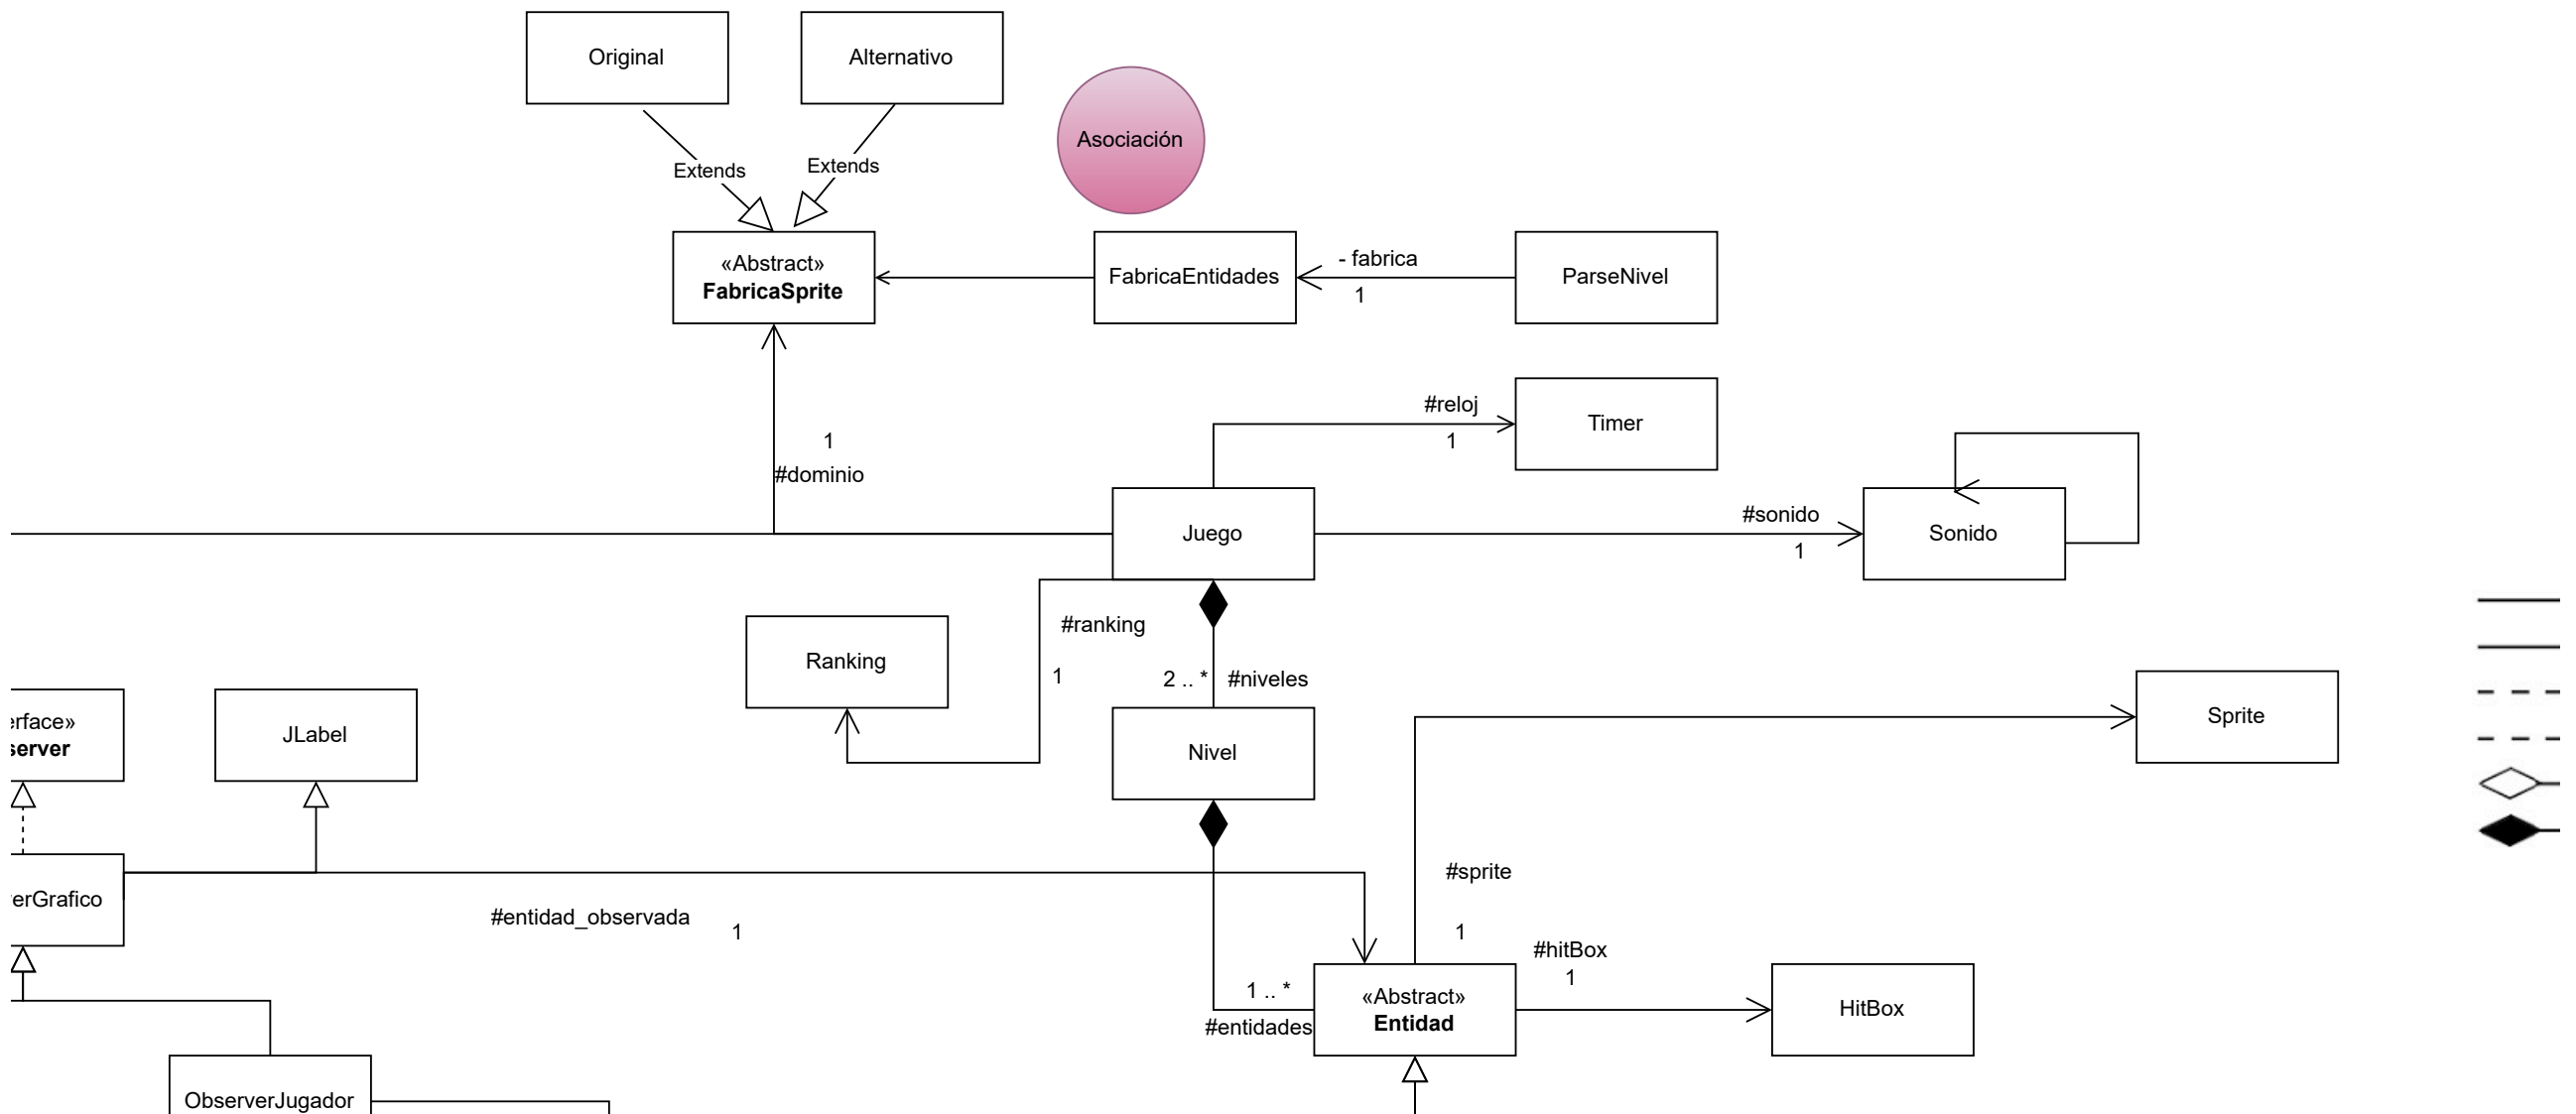 Original
Alternativo
Asociación
Extends
Extends
«Abstract»
FabricaSprite
FabricaEntidades
- fabrica
1
ParseNivel
#reloj
1
Timer
1
#dominio
Juego
#sonido
1
Sonido
Ranking
#ranking
1
2 .. *
#niveles
Nivel
Sprite
erface»
server
JLabel
erGrafico
#entidad_observada
1
#sprite
1
#hitBox
1
1 .. *
#entidades
«Abstract»
Entidad
HitBox
ObserverJugador